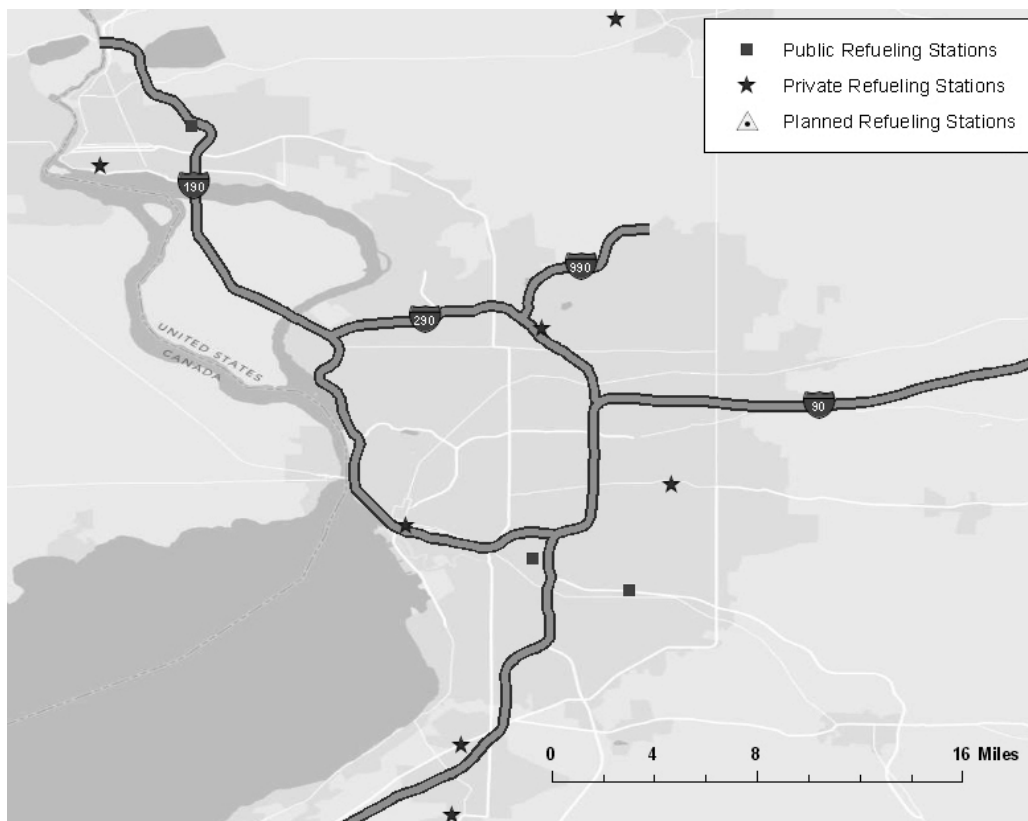 Public Refueling Stations
Private Refueling Stations
Planned Refueling Stations
190
990
290
UNITED STATES
CANADA
90
0 4 8 16 Miles